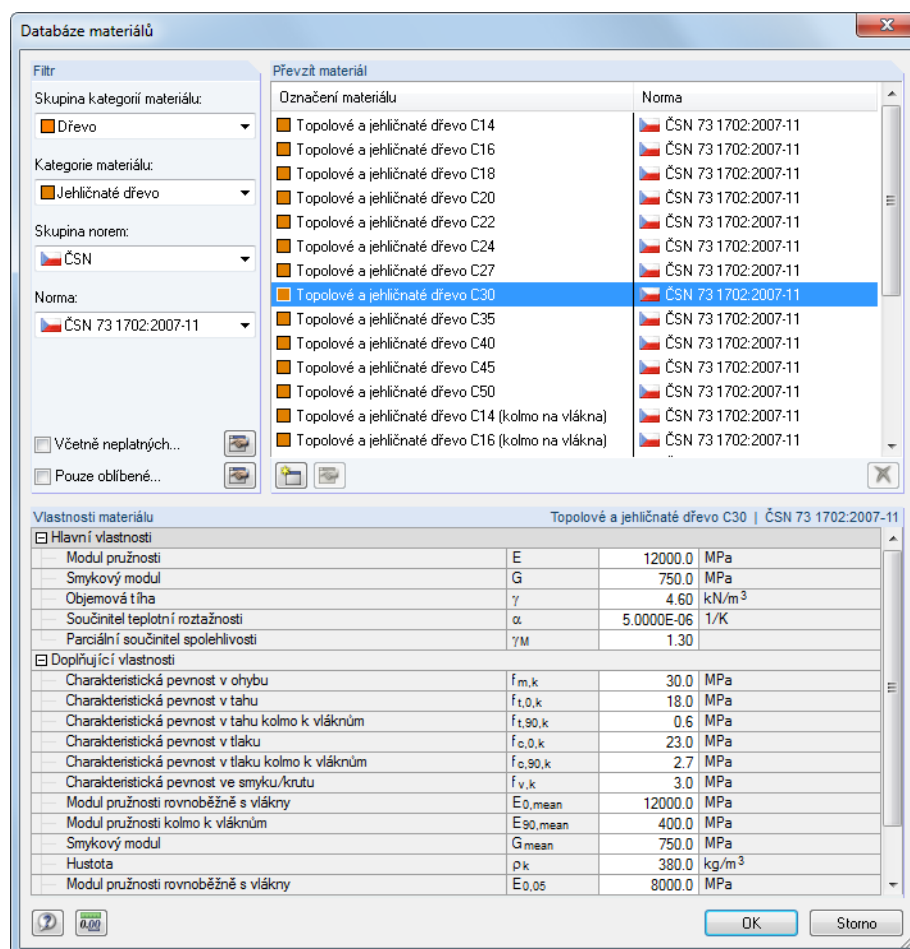 Databáze materiálů
Filtr
Skupina kategorií materiálu:
Dřevo
Kategorie materiálu:
Jehličnaté dřevo
Skupina norem:
ČSN
Norma:
ČSN 73 1702:2007-11
Včetně neplatných...
Pouze oblíbené...
Převzít materiál
Označení materiálu Norma
Topolové a jehličnaté dřevo C14 ČSN 73 1702:2007-11
Topolové a jehličnaté dřevo C16 ČSN 73 1702:2007-11
Topolové a jehličnaté dřevo C18 ČSN 73 1702:2007-11
Topolové a jehličnaté dřevo C20 ČSN 73 1702:2007-11
Topolové a jehličnaté dřevo C22 ČSN 73 1702:2007-11
Topolové a jehličnaté dřevo C24 ČSN 73 1702:2007-11
Topolové a jehličnaté dřevo C27 ČSN 73 1702:2007-11
Topolové a jehličnaté dřevo C30 ČSN 73 1702:2007-11
Topolové a jehličnaté dřevo C35 ČSN 73 1702:2007-11
Topolové a jehličnaté dřevo C40 ČSN 73 1702:2007-11
Topolové a jehličnaté dřevo C45 ČSN 73 1702:2007-11
Topolové a jehličnaté dřevo C50 ČSN 73 1702:2007-11
Topolové a jehličnaté dřevo C14 (kolmo na vlákna) ČSN 73 1702:2007-11
Topolové a jehličnaté dřevo C16 (kolmo na vlákna) ČSN 73 1702:2007-11
Vlastnosti materiálu Topolové a jehličnaté dřevo C30 | ČSN 73 1702:2007-11
Hlavní vlastnosti
Modul pružnosti E 12000.0 MPa
Smykový modul G 750.0 MPa
Objemová tíha γ 4.60 kN/m³
Součinitel teplotní roztažnosti α 5.0000E-06 1/K
Parciální součinitel spolehlivosti γM 1.30
Doplňující vlastnosti
Charakteristická pevnost v ohybu fm,k 30.0 MPa
Charakteristická pevnost v tahu ft,0,k 18.0 MPa
Charakteristická pevnost v tahu kolmo k vláknům ft,90,k 0.6 MPa
Charakteristická pevnost v tlaku fc,0,k 23.0 MPa
Charakteristická pevnost v tlaku kolmo k vláknům fc,90,k 2.7 MPa
Charakteristická pevnost ve smyku/krutu fv,k 3.0 MPa
Modul pružnosti rovnoběžně s vlákny E0,mean 12000.0 MPa
Modul pružnosti kolmo k vláknům E90,mean 400.0 MPa
Smykový modul Gmean 750.0 MPa
Hustota ρk 380.0 kg/m³
Modul pružnosti rovnoběžně s vlákny E0,05 8000.0 MPa
0.00
OK
Storno